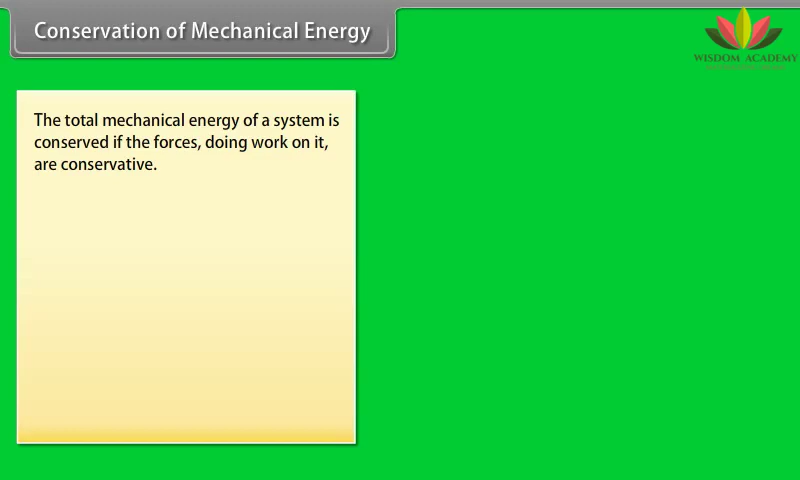 Conservation of Mechanical Energy
WISDOM ACADEMY
The total mechanical energy of a system is
conserved if the forces, doing work on it,
are conservative.